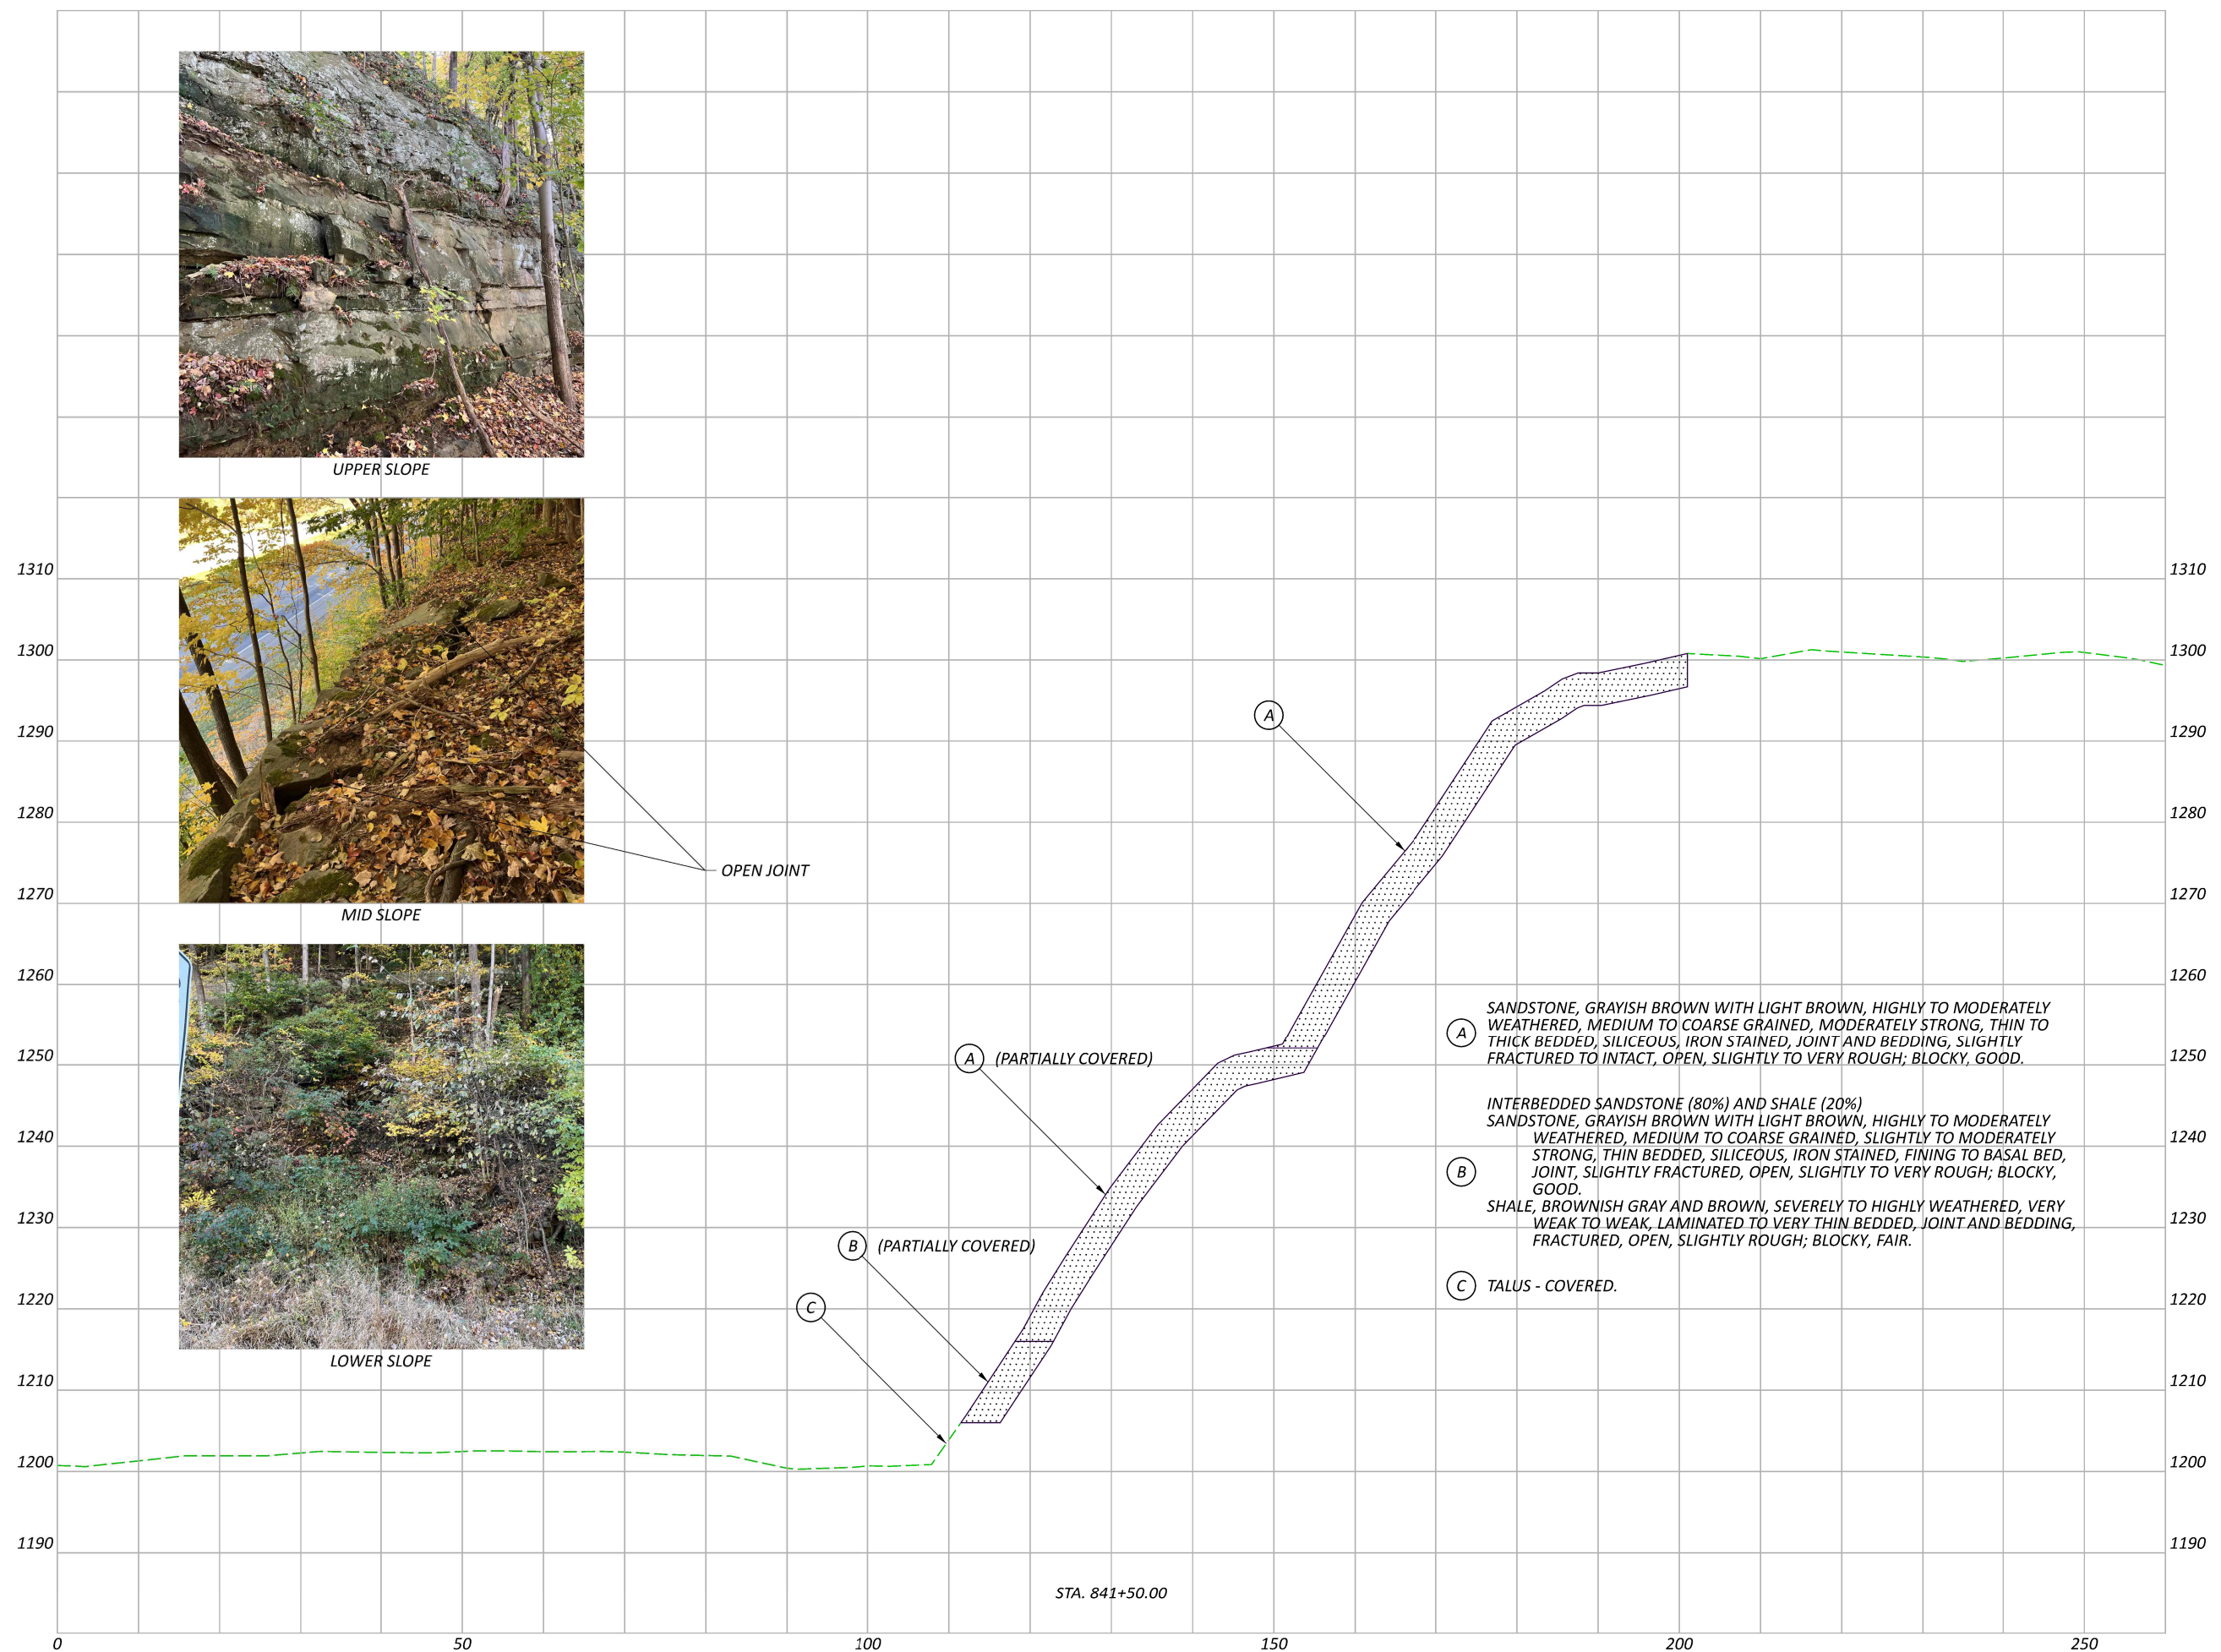 UPPER SLOPE
MID SLOPE
OPEN JOINT
LOWER SLOPE
1310
1300
1290
1280
1270
1260
1250
1240
1230
1220
1210
1200
1190
A
A (PARTIALLY COVERED)
B (PARTIALLY COVERED)
C
A
SANDSTONE, GRAYISH BROWN WITH LIGHT BROWN, HIGHLY TO MODERATELY
WEATHERED, MEDIUM TO COARSE GRAINED, MODERATELY STRONG, THIN TO
THICK BEDDED, SILICEOUS, IRON STAINED, JOINT AND BEDDING, SLIGHTLY
FRACTURED TO INTACT, OPEN, SLIGHTLY TO VERY ROUGH; BLOCKY, GOOD.
B
INTERBEDDED SANDSTONE (80%) AND SHALE (20%)
SANDSTONE, GRAYISH BROWN WITH LIGHT BROWN, HIGHLY TO MODERATELY
WEATHERED, MEDIUM TO COARSE GRAINED, SLIGHTLY TO MODERATELY
STRONG, THIN BEDDED, SILICEOUS, IRON STAINED, FINING TO BASAL BED,
JOINT, SLIGHTLY FRACTURED, OPEN, SLIGHTLY TO VERY ROUGH; BLOCKY,
GOOD.
SHALE, BROWNISH GRAY AND BROWN, SEVERELY TO HIGHLY WEATHERED, VERY
WEAK TO WEAK, LAMINATED TO VERY THIN BEDDED, JOINT AND BEDDING,
FRACTURED, OPEN, SLIGHTLY ROUGH; BLOCKY, FAIR.
C TALUS - COVERED.
1310
1300
1290
1280
1270
1260
1250
1240
1230
1220
1210
1200
1190
STA. 841+50.00
0 50 100 150 200 250